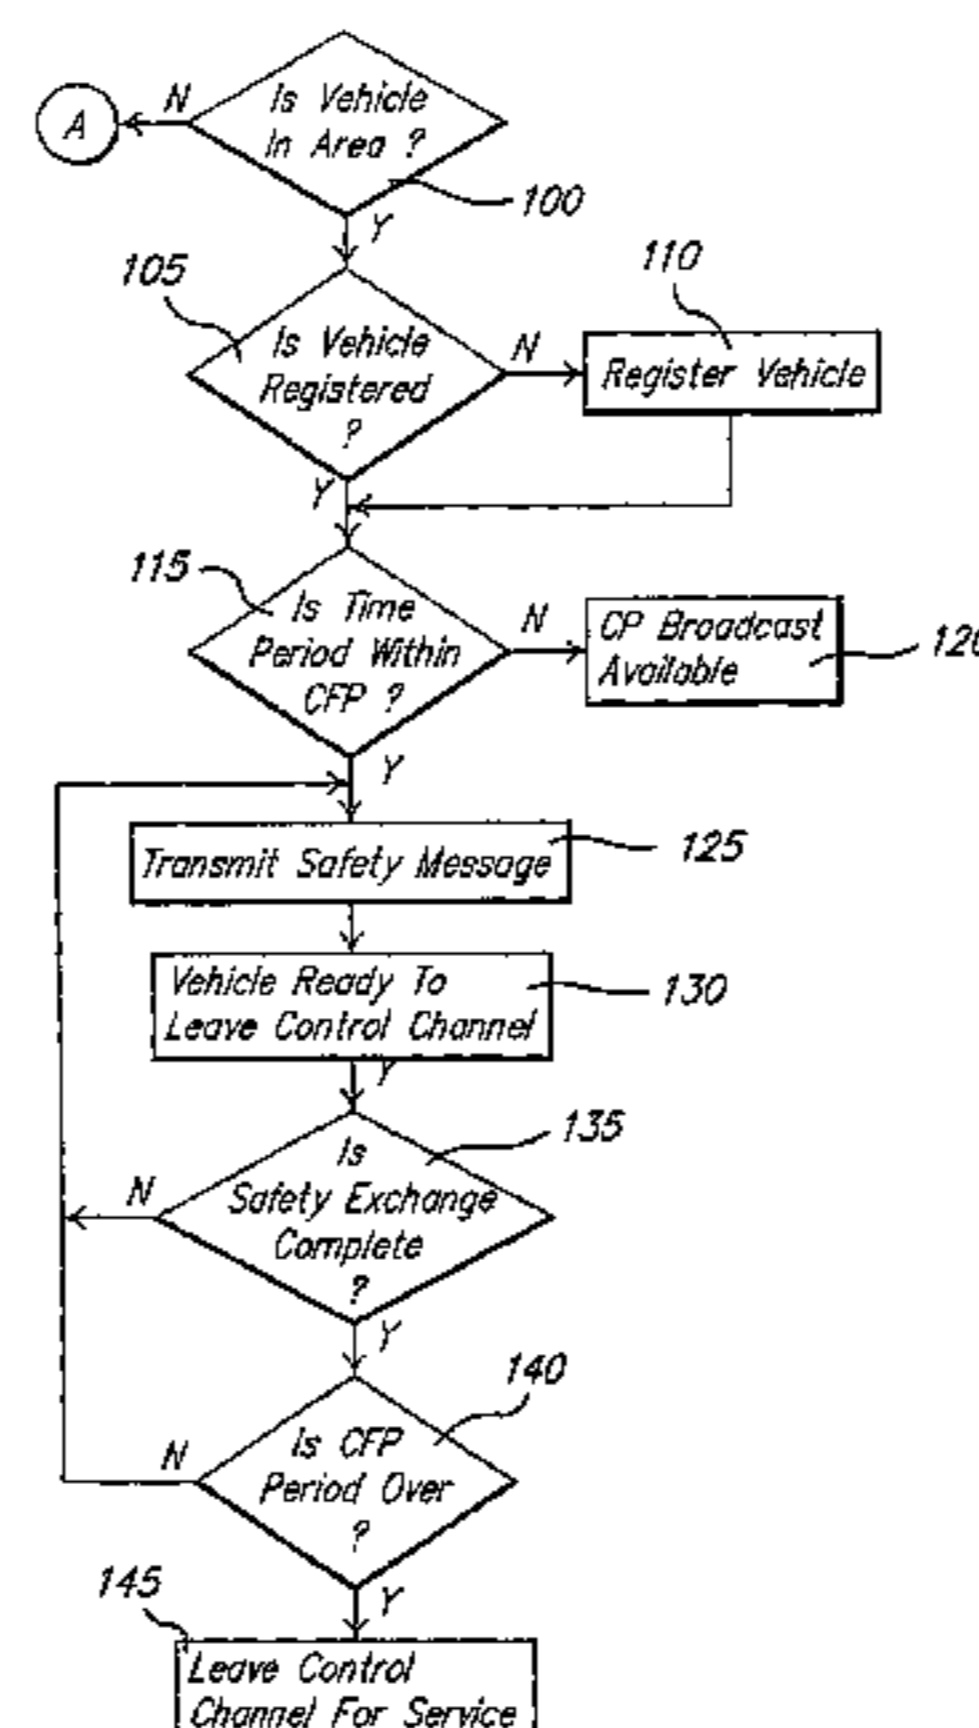 Is Vehicle
In Area ?
N
A
100
Y
105
110
Is Vehicle
Registered
?
N
Register Vehicle
Y
115
Is Time
Period Within
CFP ?
N
CP Broadcast
Available
Y
Transmit Safety Message
125
Vehicle Ready To
Leave Control Channel
130
Y
135
Is
Safety Exchange
Complete
?
N
Y
140
Is CFP
Period Over
?
N
Y
145
Leave Control
Channel For Service